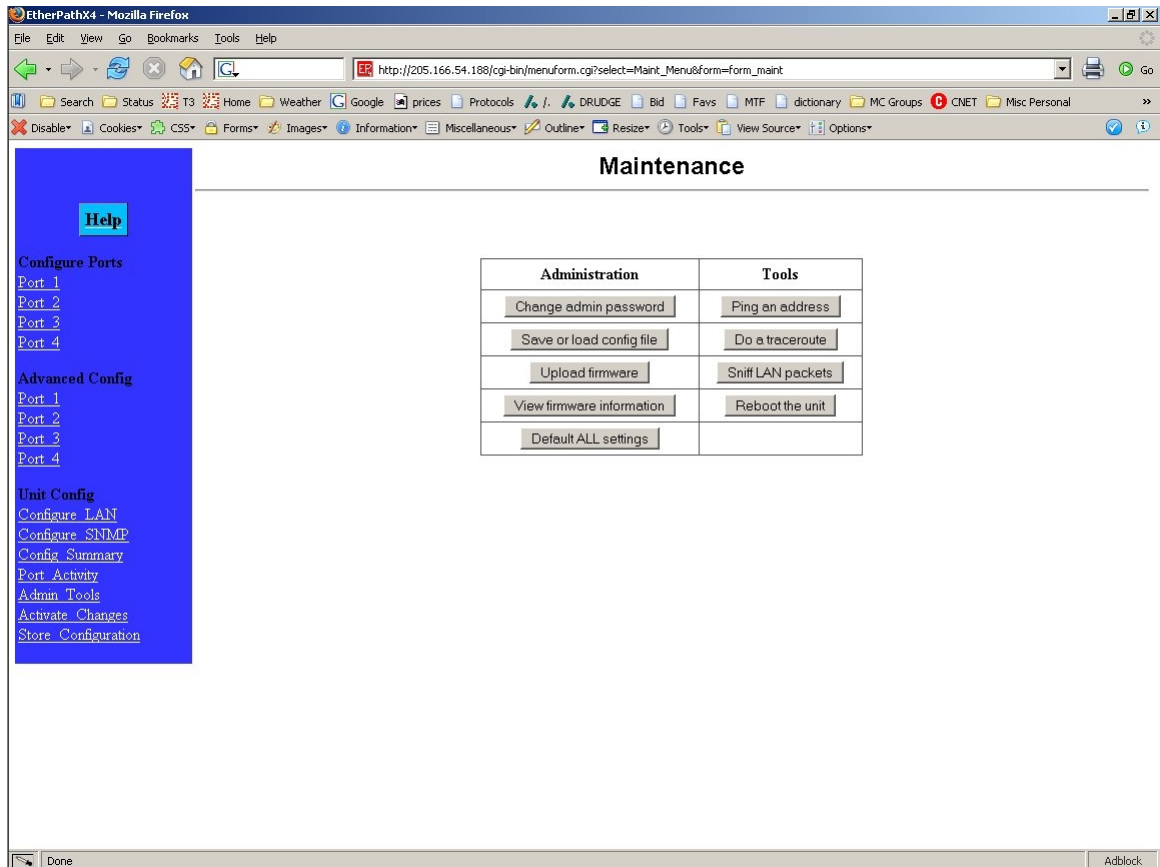 EtherPathX4 - Mozilla Firefox
File Edit View Go Bookmarks Tools Help
G
EP http://205.166.54.188/cgi-bin/menuform.cgi?select=Maint_Menu&form=form_maint Go
Search Status T3 Home Weather Google prices Protocols /. DRUDGE Bid Favs MTF dictionary MC Groups CNET Misc Personal »
Disable Cookies CSS Forms Images Information Miscellaneous Outline Resize Tools View Source Options
Maintenance
Help
Configure Ports
Port 1
Port 2
Port 3
Port 4
Advanced Config
Port 1
Port 2
Port 3
Port 4
Unit Config
Configure LAN
Configure SNMP
Config Summary
Port Activity
Admin Tools
Activate Changes
Store Configuration
Administration Tools
Change admin password Ping an address
Save or load config file Do a traceroute
Upload firmware Sniff LAN packets
View firmware information Reboot the unit
Default ALL settings
Done Adblock